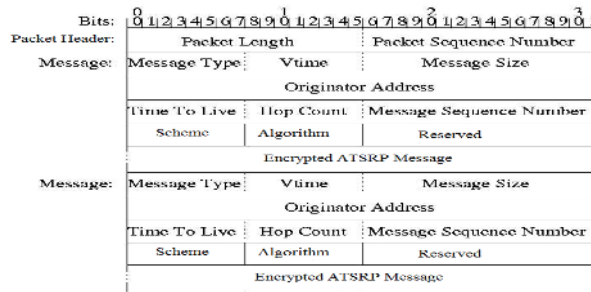 0 1 2 3
Bits: 0 1 2 3 4 5 6 7 8 9 0 1 2 3 4 5 6 7 8 9 0 1 2 3 4 5 6 7 8 9 0 1
Packet Header: Packet Length Packet Sequence Number
Message: Message Type Vtime Message Size
Originator Address
Time To Live Hop Count Message Sequence Number
Scheme Algorithm Reserved
Encrypted ATSRP Message
Message: Message Type Vtime Message Size
Originator Address
Time To Live Hop Count Message Sequence Number
Scheme Algorithm Reserved
Encrypted ATSRP Message